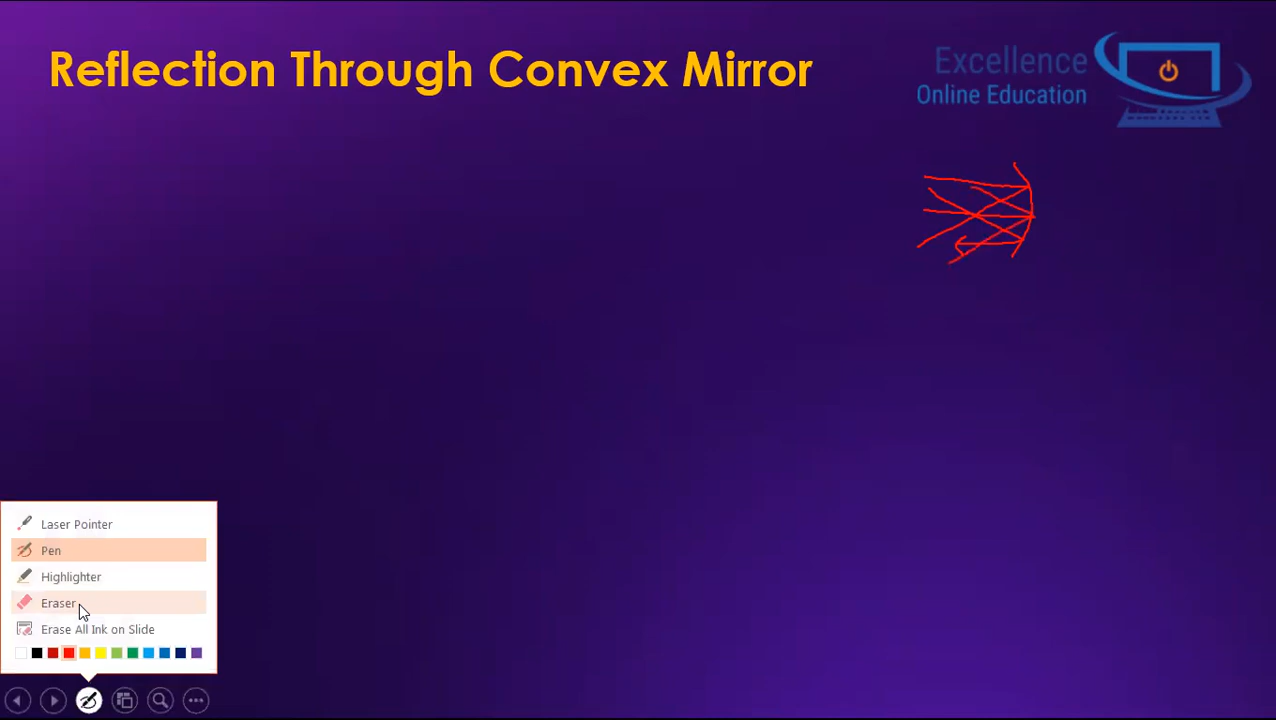 Reflection Through Convex Mirror
Excellence
Online Education
Laser Pointer
Pen
Highlighter
Eraser
Erase All Ink on Slide